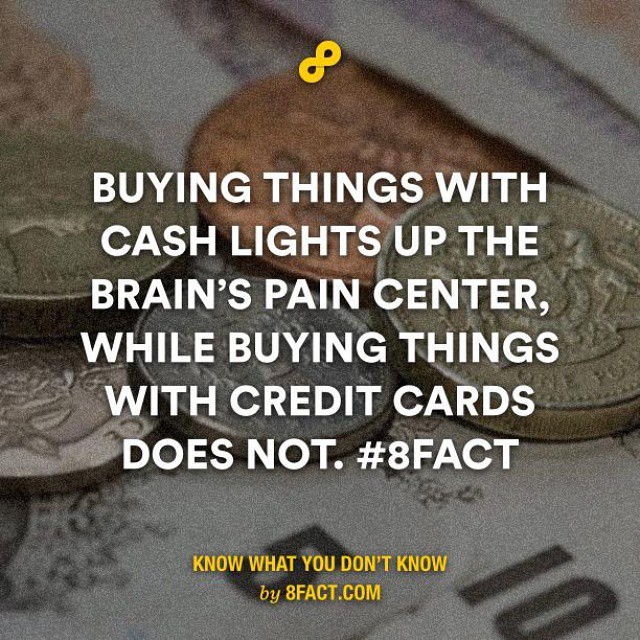 BUYING THINGS WITH
CASH LIGHTS UP THE
BRAIN’S PAIN CENTER,
WHILE BUYING THINGS
WITH CREDIT CARDS
DOES NOT. #8FACT
10
KNOW WHAT YOU DON’T KNOW
by 8FACT.COM